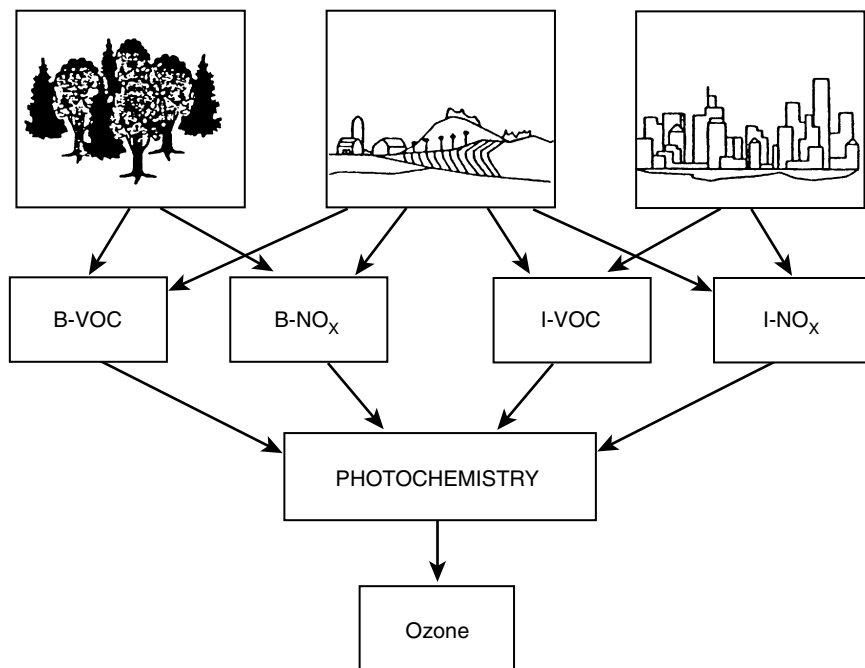 B-VOC
B-NOX
I-VOC
I-NOX
PHOTOCHEMISTRY
Ozone